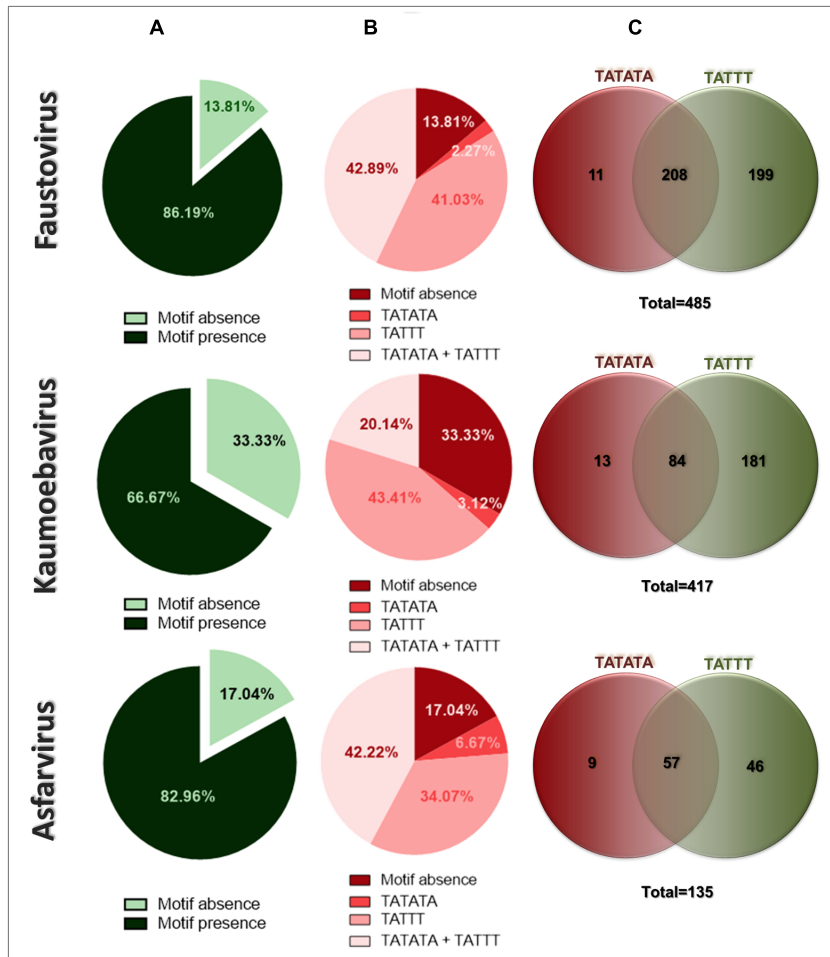 A
B
C
Faustovirus
13.81%
86.19%
Motif absence
Motif presence
13.81%
2.27%
41.03%
42.89%
Motif absence
TATATA
TATTT
TATATA + TATTT
TATATA
TATTT
11
208
199
Total=485
Kaumoebavirus
33.33%
66.67%
Motif absence
Motif presence
20.14%
33.33%
3.12%
43.41%
Motif absence
TATATA
TATTT
TATATA + TATTT
TATATA
TATTT
13
84
181
Total=417
Asfarvirus
17.04%
82.96%
Motif absence
Motif presence
17.04%
6.67%
34.07%
42.22%
Motif absence
TATATA
TATTT
TATATA + TATTT
TATATA
TATTT
9
57
46
Total=135